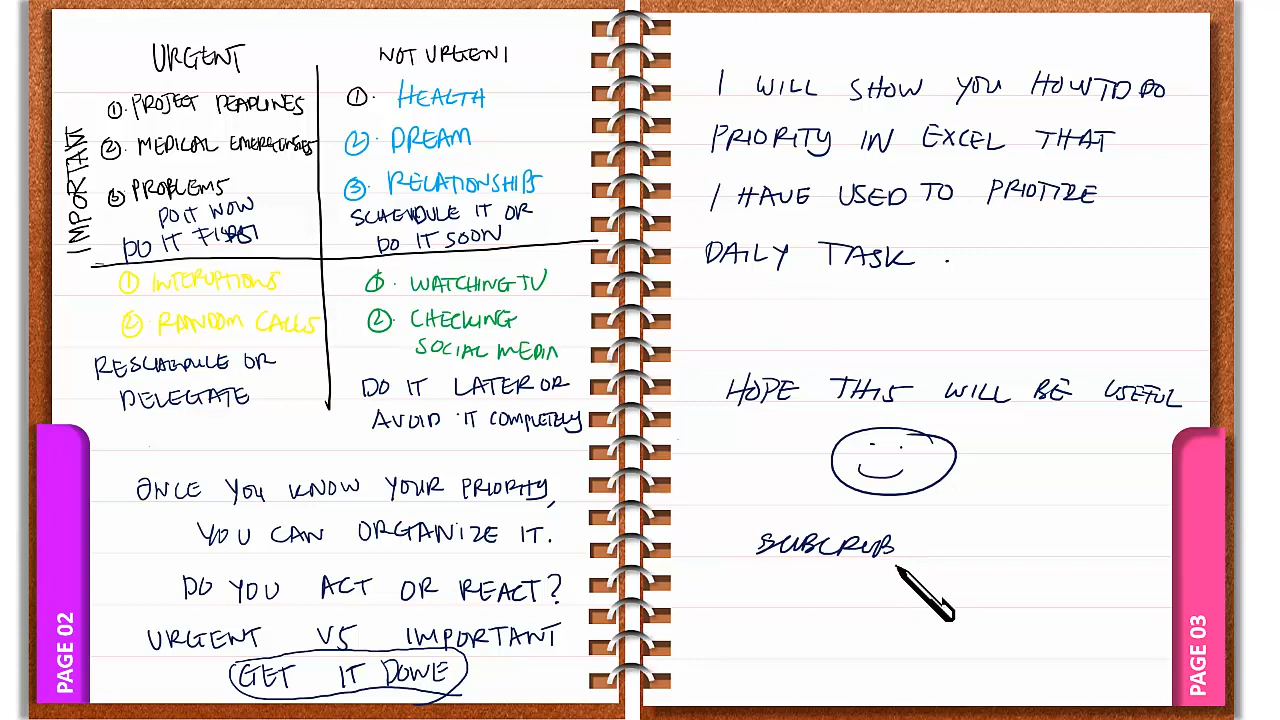 URGENT
① PROJECT DEADLINES
② MEDICAL EMERGENSIES
③ PROBLEMS
DO IT NOW
DO IT FIRST
IMPORTANT
NOT URGENT
①. HEALTH
② DREAM
③ RELATIONSHIPS
SCHEDULE IT OR
DO IT SOON
① INTERUPTIONS
② RANDOM CALLS
RESCHEDULE OR
DELEGATE
①. WATCHING TV
② CHECKING
SOCIAL MEDIA
DO IT LATER OR
AVOID IT COMPLETELY
ONCE YOU KNOW YOUR PRIORITY,
YOU CAN ORGANIZE IT.
DO YOU ACT OR REACT?
URGENT VS IMPORTANT
GET IT DONE
PAGE 02
I WILL SHOW YOU HOW TO DO
PRIORITY IN EXCEL THAT
I HAVE USED TO PRIOTIZE
DAILY TASK .
HOPE THIS WILL BE USEFUL
SUBCRUB
PAGE 03